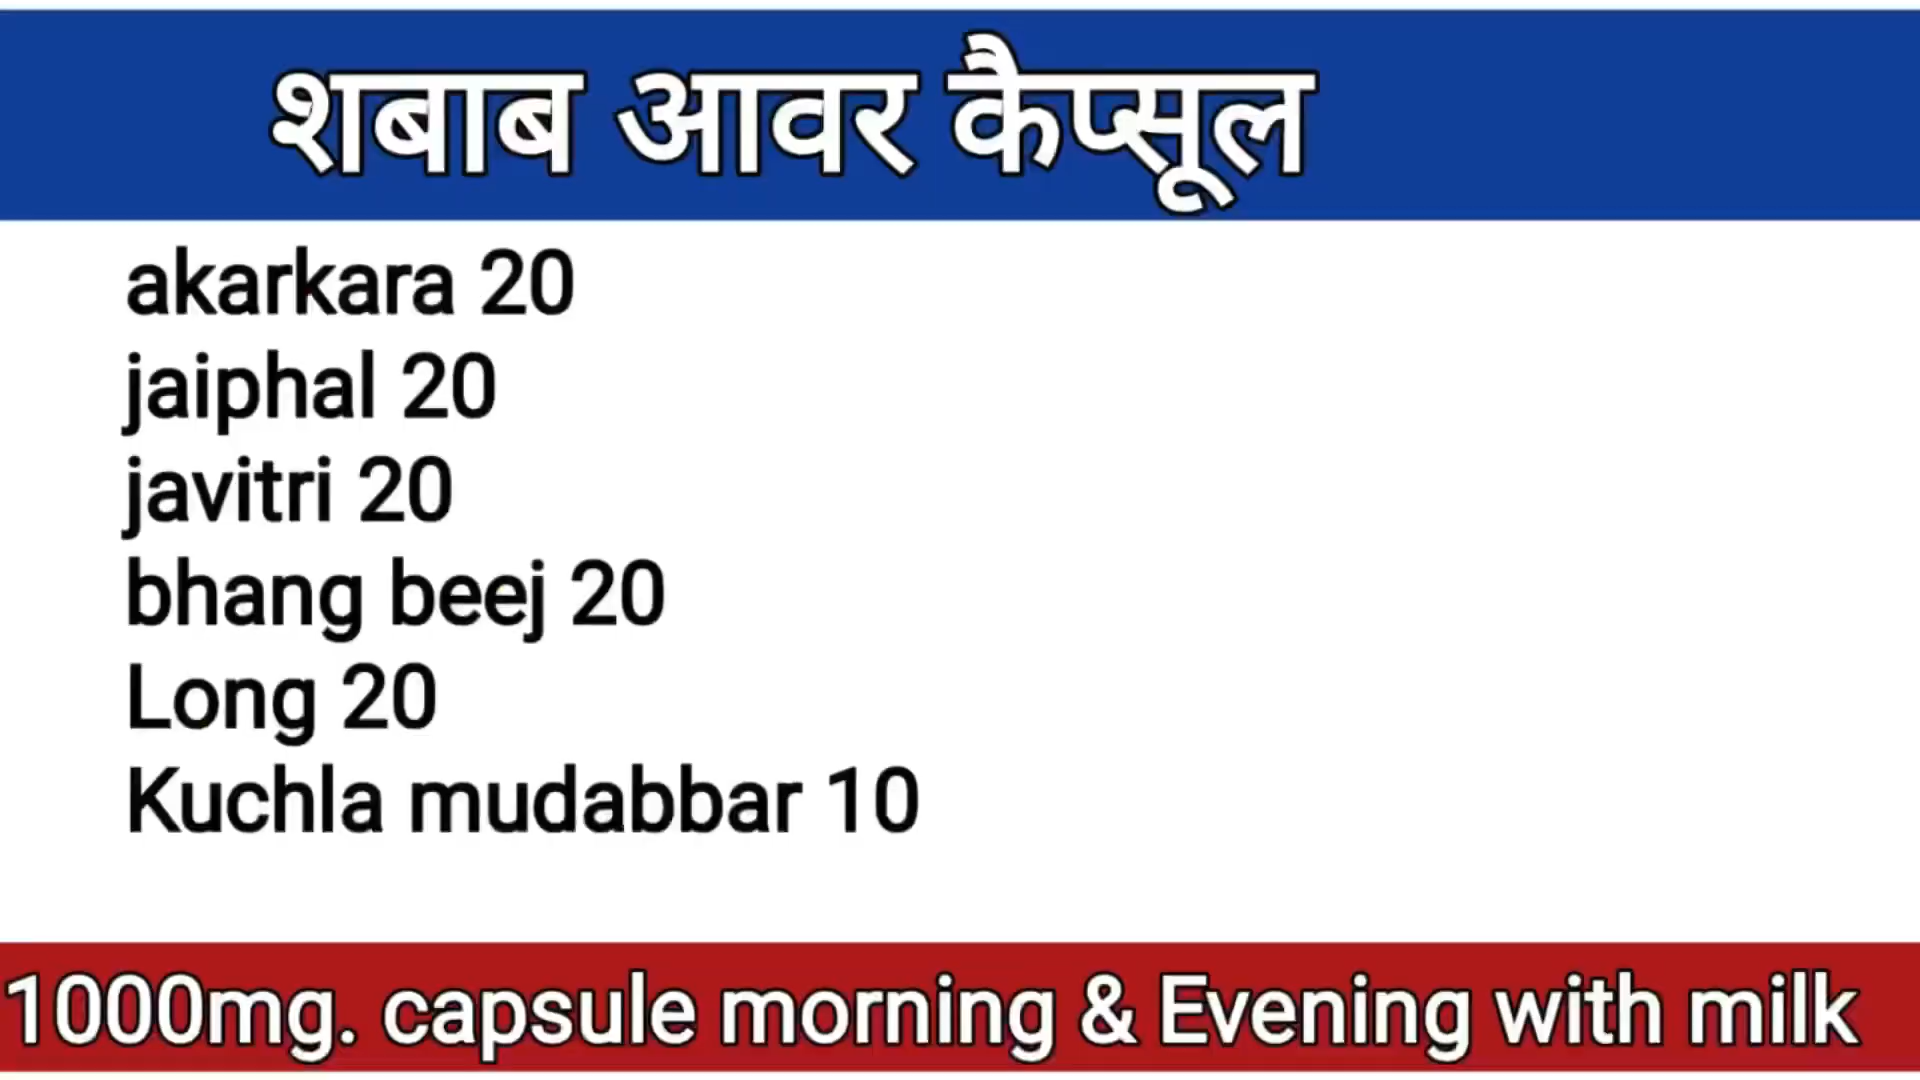 शबाब आवर कैप्सूल
akarkara 20
jaiphal 20
javitri 20
bhang beej 20
Long 20
Kuchla mudabbar 10
1000mg. capsule morning & Evening with milk